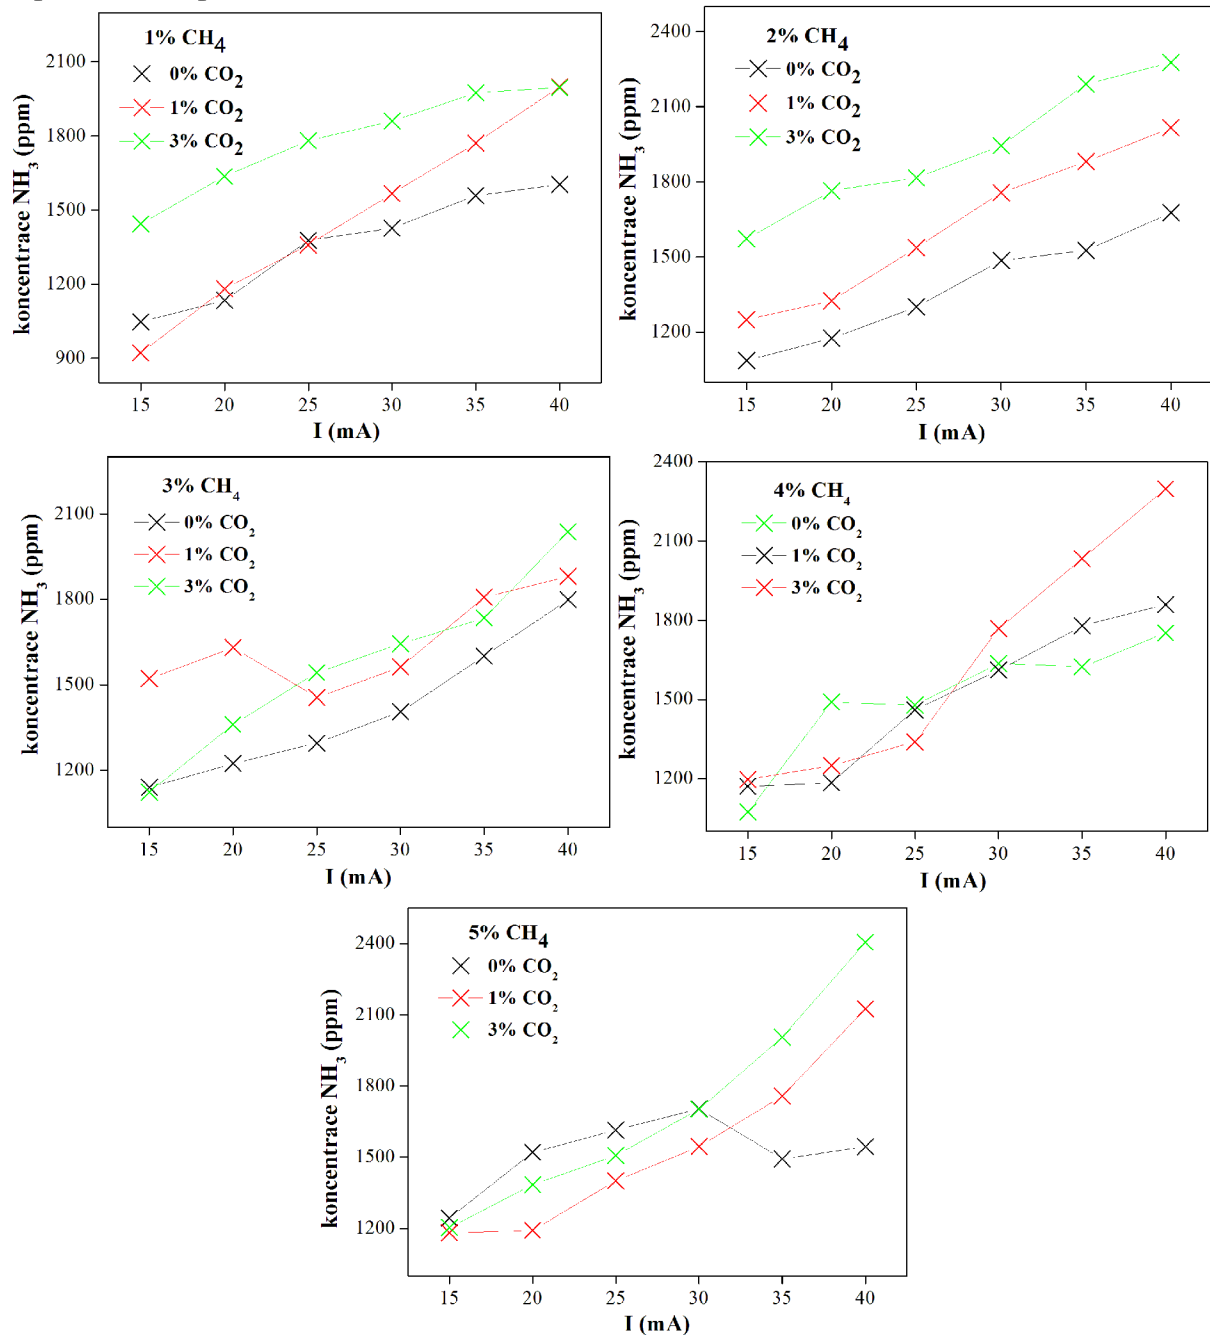 1% CH4
0% CO2
1% CO2
3% CO2
koncentrace NH3 (ppm)
2100
1800
1500
1200
900
15 20 25 30 35 40
I (mA)
2% CH4
0% CO2
1% CO2
3% CO2
koncentrace NH3 (ppm)
2400
2100
1800
1500
1200
15 20 25 30 35 40
I (mA)
3% CH4
0% CO2
1% CO2
3% CO2
koncentrace NH3 (ppm)
2100
1800
1500
1200
15 20 25 30 35 40
I (mA)
4% CH4
0% CO2
1% CO2
3% CO2
koncentrace NH3 (ppm)
2400
2100
1800
1500
1200
15 20 25 30 35 40
I (mA)
5% CH4
0% CO2
1% CO2
3% CO2
koncentrace NH3 (ppm)
2400
2100
1800
1500
1200
15 20 25 30 35 40
I (mA)